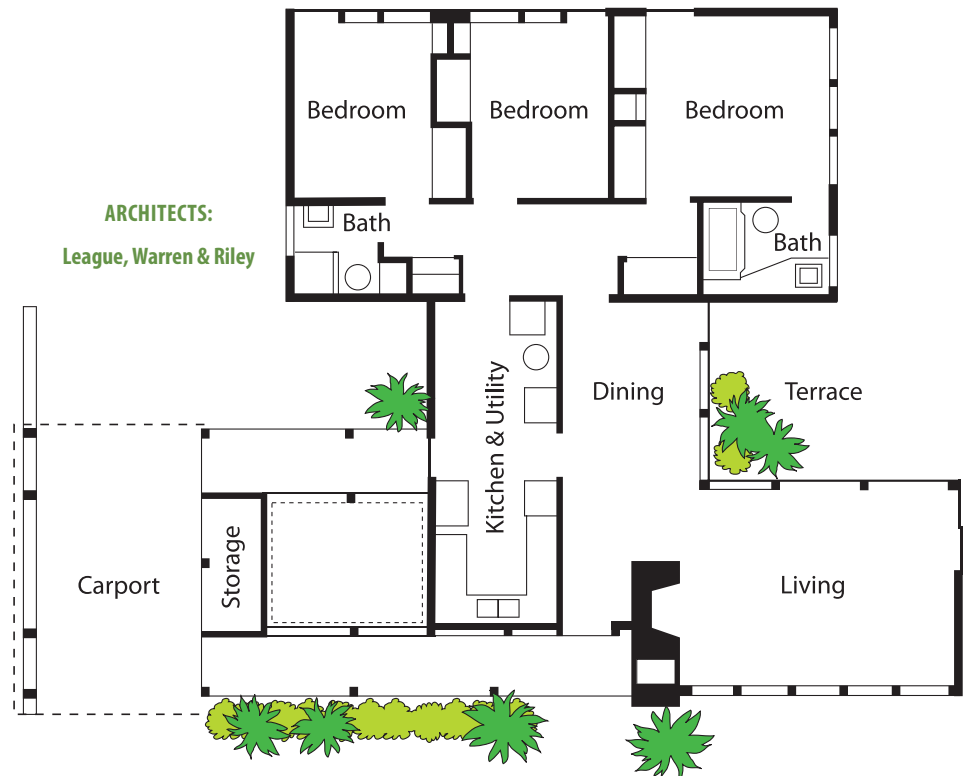 Bedroom
Bedroom
Bedroom
ARCHITECTS:
League, Warren & Riley
Bath
Bath
Kitchen & Utility
Dining
Terrace
Carport
Storage
Living